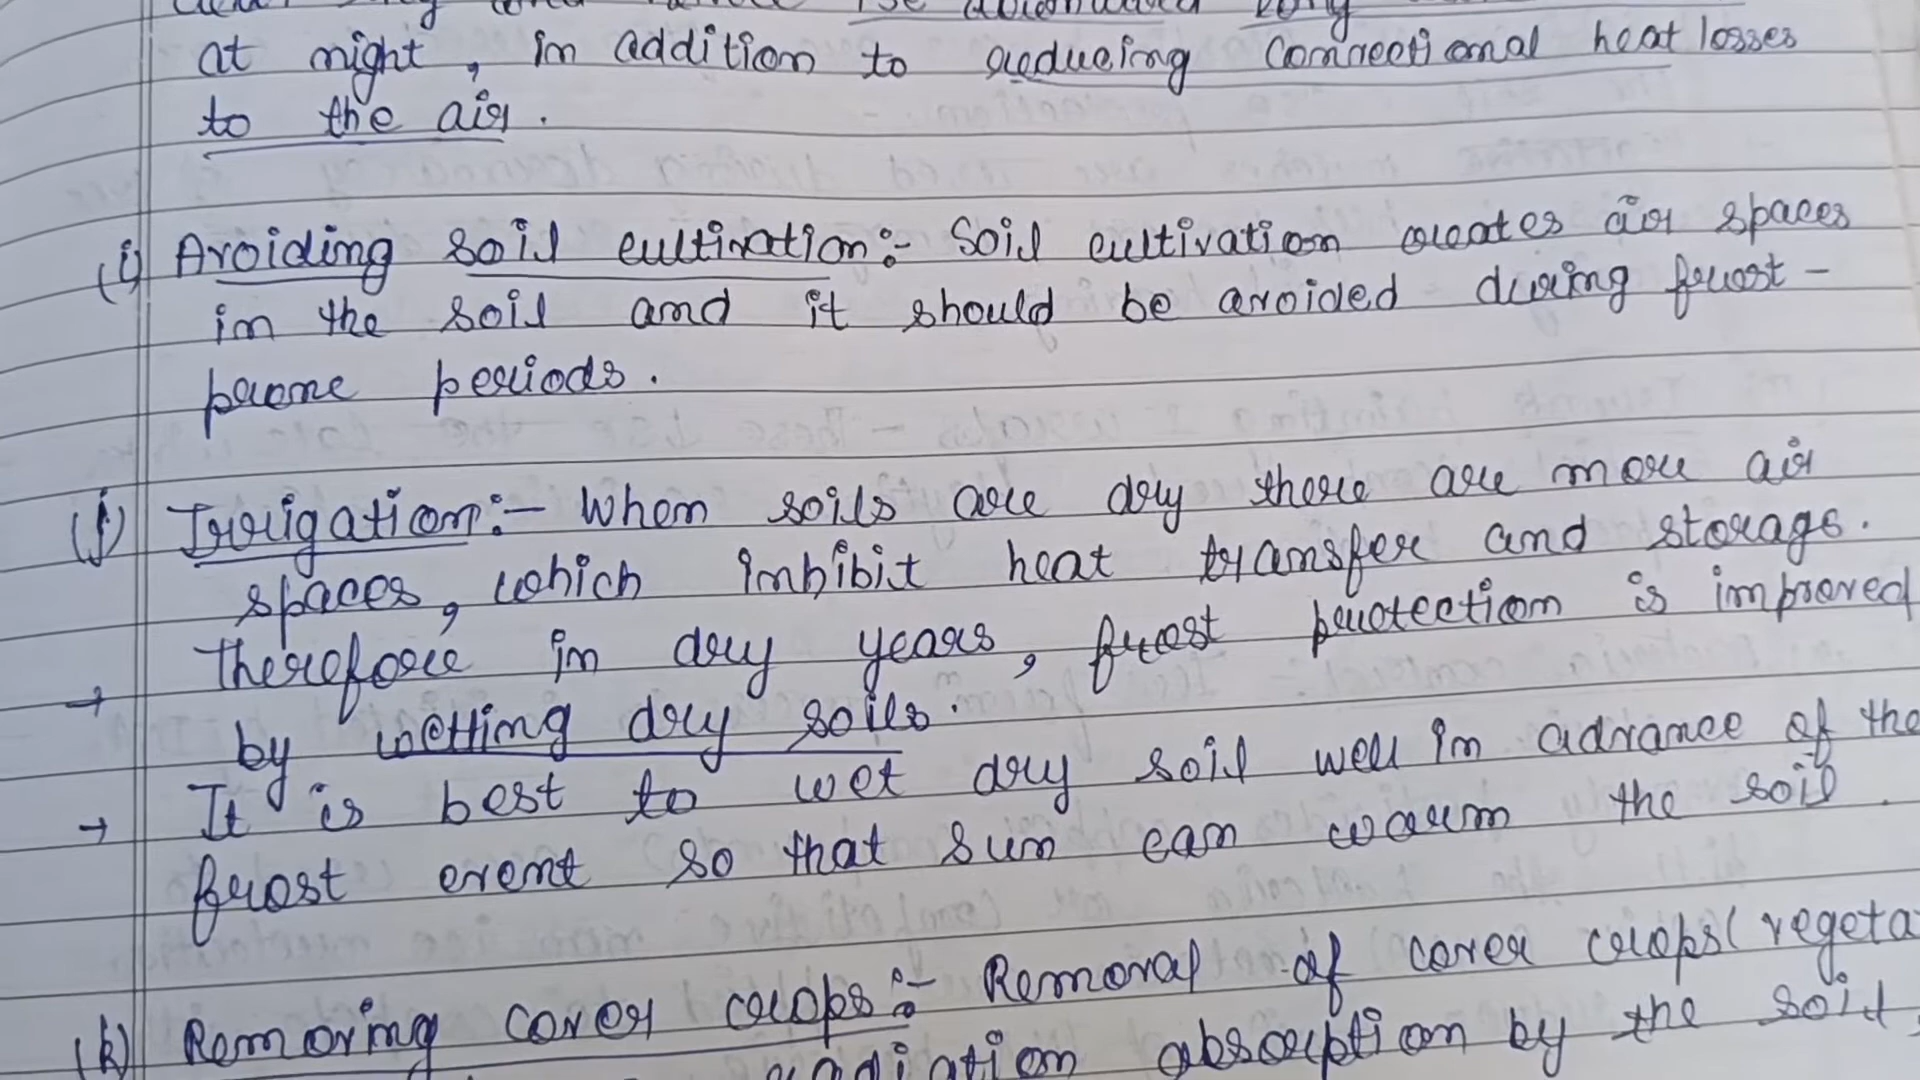 at night, in addition to reducing convectional heat losses
to the air.
(i) Avoiding soil cultivation:- Soil cultivation creates air spaces
in the soil and it should be avoided during frost-
prone periods.
(j) Irrigation:- When soils are dry there are more air
spaces, which inhibit heat transfer and storage.
→ therefore in dry years, frost protection is improved
by wetting dry soils.
→ It is best to wet dry soil well in advance of the
frost event so that sun can warm the soil.
(k) Removing cover crops:- Removal of cover crops (vegeta
radiation absorption by the soil,